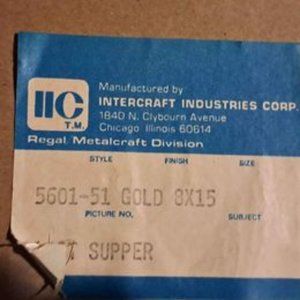 IIC
T.M.
Manufactured by
INTERCRAFT INDUSTRIES CORP.
1840 N. Clybourn Avenue
Chicago Illinois 60614
Regal Metalcraft Division
STYLE FINISH SIZE
5601-51 GOLD 8X15
PICTURE NO. SUBJECT
SUPPER